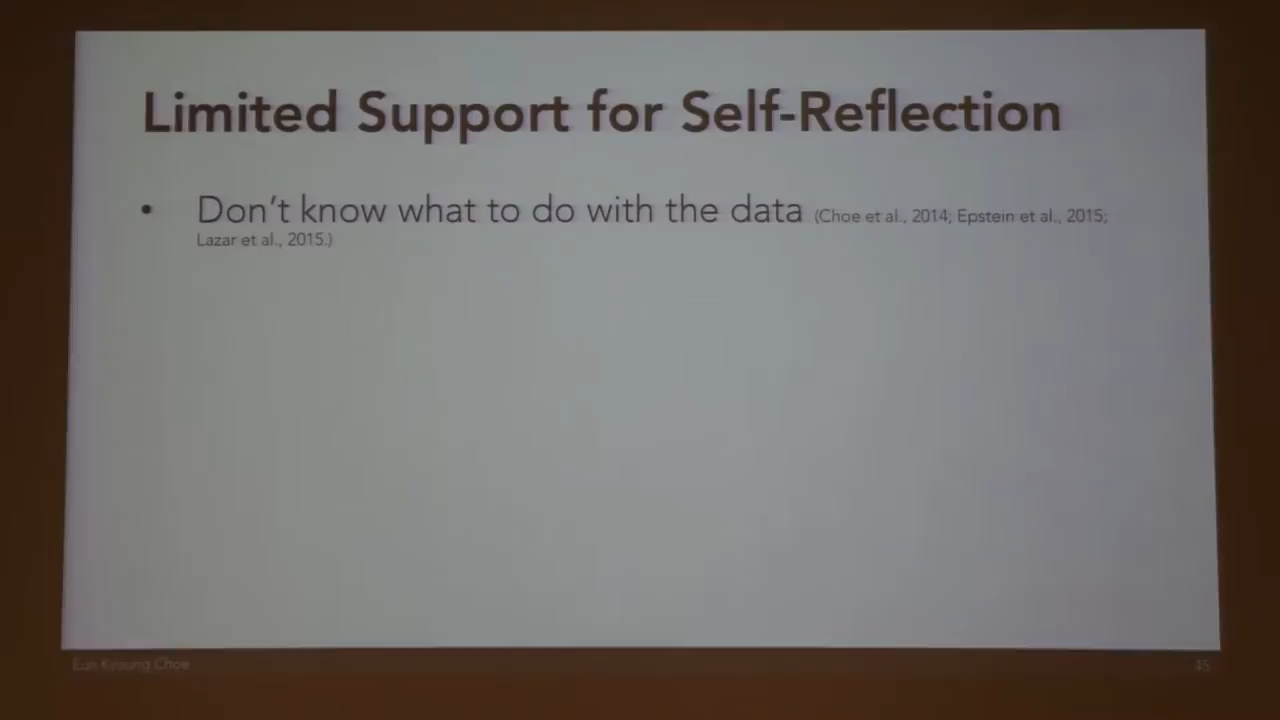 Limited Support for Self-Reflection
• Don't know what to do with the data (Choe et al., 2014; Epstein et al., 2015;
Lazar et al., 2015.)
Eun Kyoung Choe
45